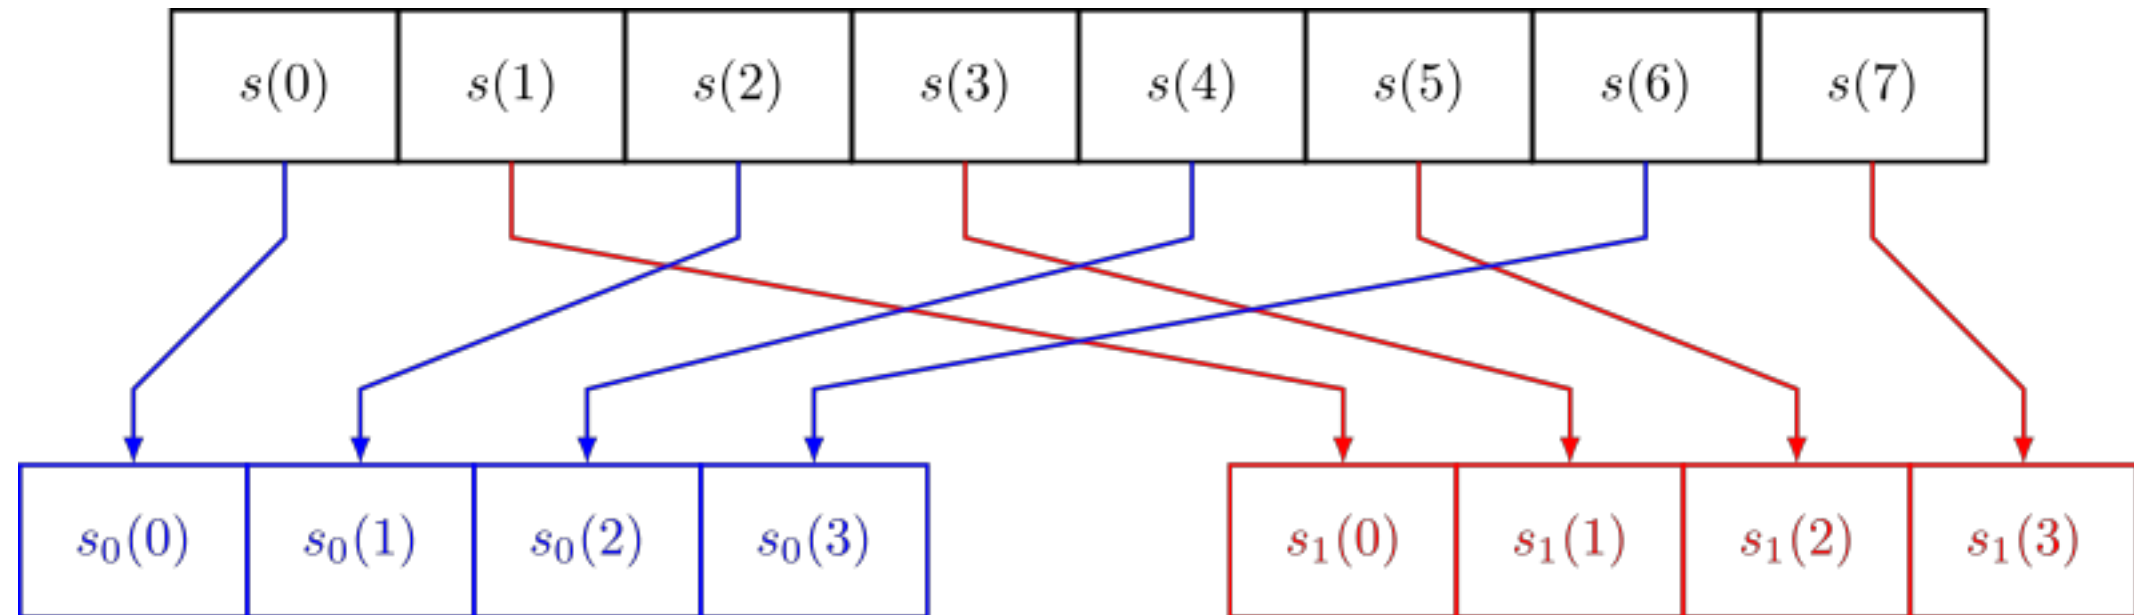 s(0) s(1) s(2) s(3) s(4) s(5) s(6) s(7)
s₀(0) s₀(1) s₀(2) s₀(3) s₁(0) s₁(1) s₁(2) s₁(3)